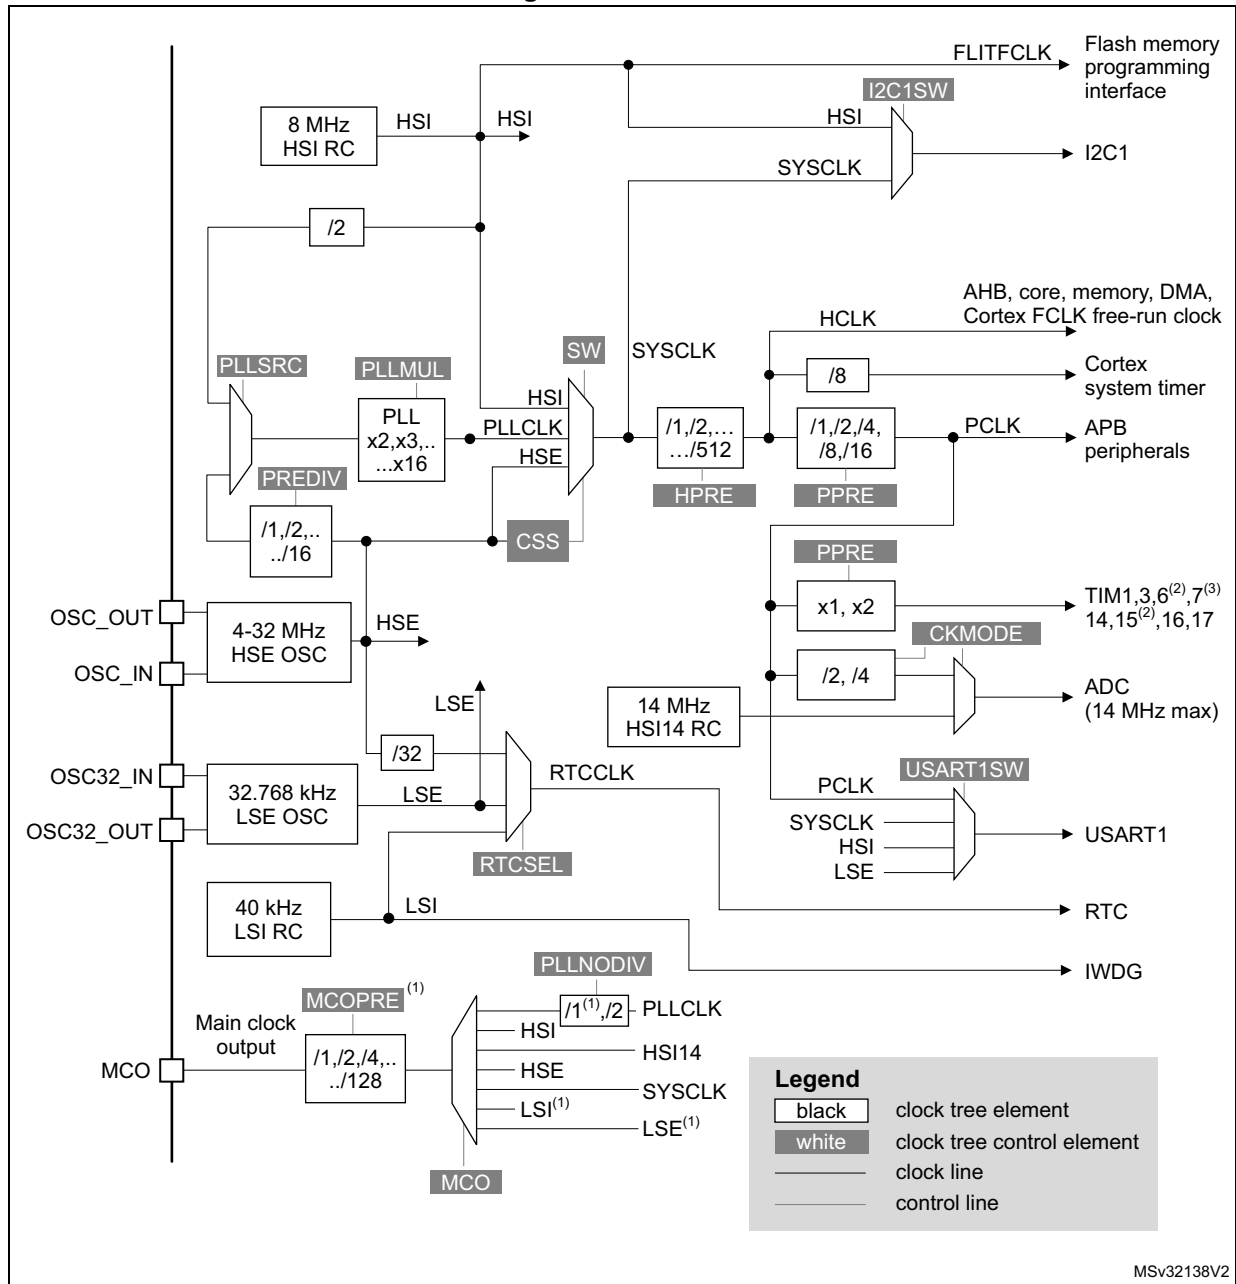 FLITFCLK
Flash memory
programming
interface
I2C1SW
8 MHz
HSI RC
HSI
HSI
HSI
I2C1
SYSCLK
/2
AHB, core, memory, DMA,
Cortex FCLK free-run clock
HCLK
SW
SYSCLK
PLLSRC
PLLMUL
/8
Cortex
system timer
HSI
PLL
x2,x3,..
...x16
PLLCLK
/1,/2,…
…/512
/1,/2,/4,
/8,/16
PCLK
APB
peripherals
HSE
PREDIV
HPRE
PPRE
/1,/2,..
../16
CSS
PPRE
OSC_OUT
4-32 MHz
HSE OSC
HSE
x1, x2
TIM1,3,6(2),7(3)
14,15(2),16,17
CKMODE
OSC_IN
/2, /4
LSE
14 MHz
HSI14 RC
ADC
(14 MHz max)
/32
OSC32_IN
RTCCLK
USART1SW
32.768 kHz
LSE OSC
LSE
PCLK
SYSCLK
OSC32_OUT
USART1
HSI
LSE
RTCSEL
40 kHz
LSI RC
LSI
RTC
PLLNODIV
IWDG
MCOPRE(1)
/1(1),/2
PLLCLK
Main clock
output
HSI
/1,/2,/4,..
../128
HSI14
MCO
HSE
SYSCLK
LSI(1)
LSE(1)
MCO
Legend
black clock tree element
white clock tree control element
clock line
control line
MSv32138V2